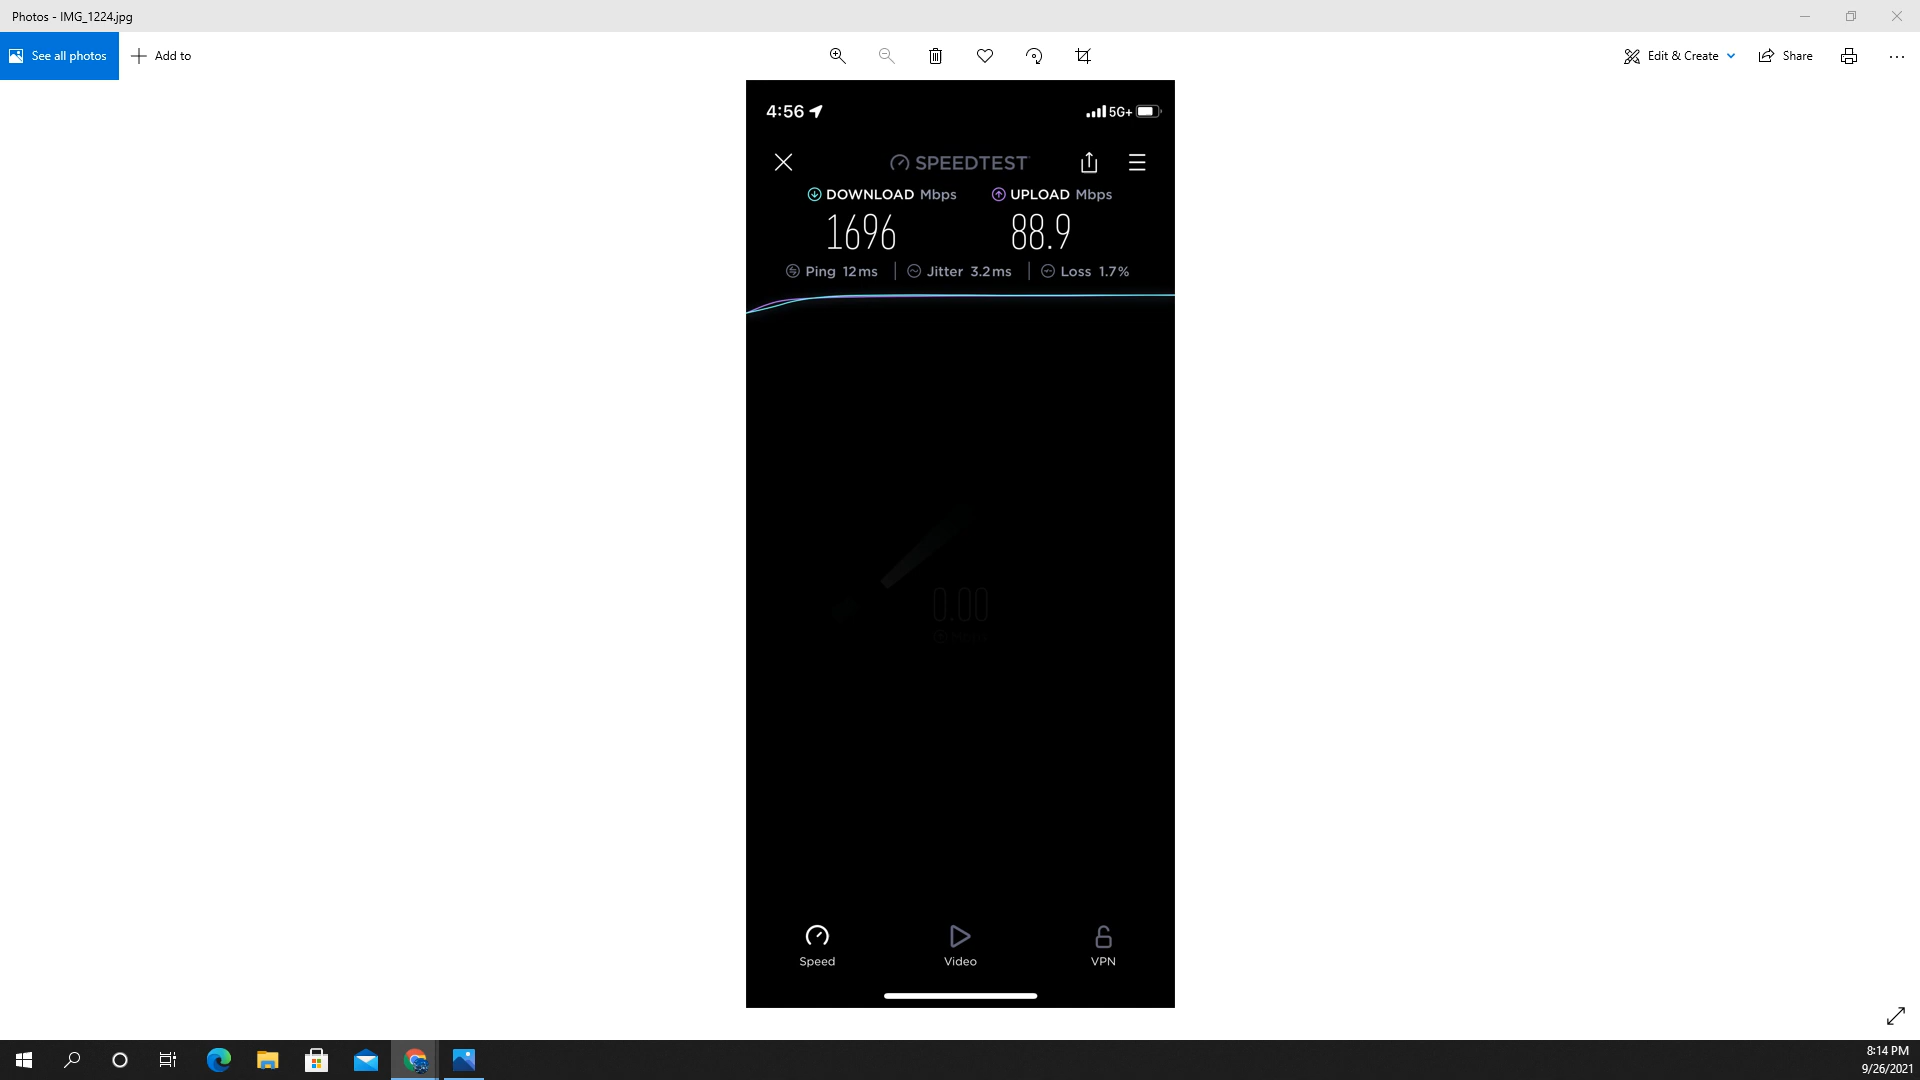 Photos - IMG_1224.jpg
See all photos
Add to
Edit & Create
Share
4:56
5G+
SPEEDTEST
DOWNLOAD Mbps
UPLOAD Mbps
1696
88.9
Ping 12ms
Jitter 3.2ms
Loss 1.7%
0.00
Mbps
Speed
Video
VPN
8:14 PM
9/26/2021